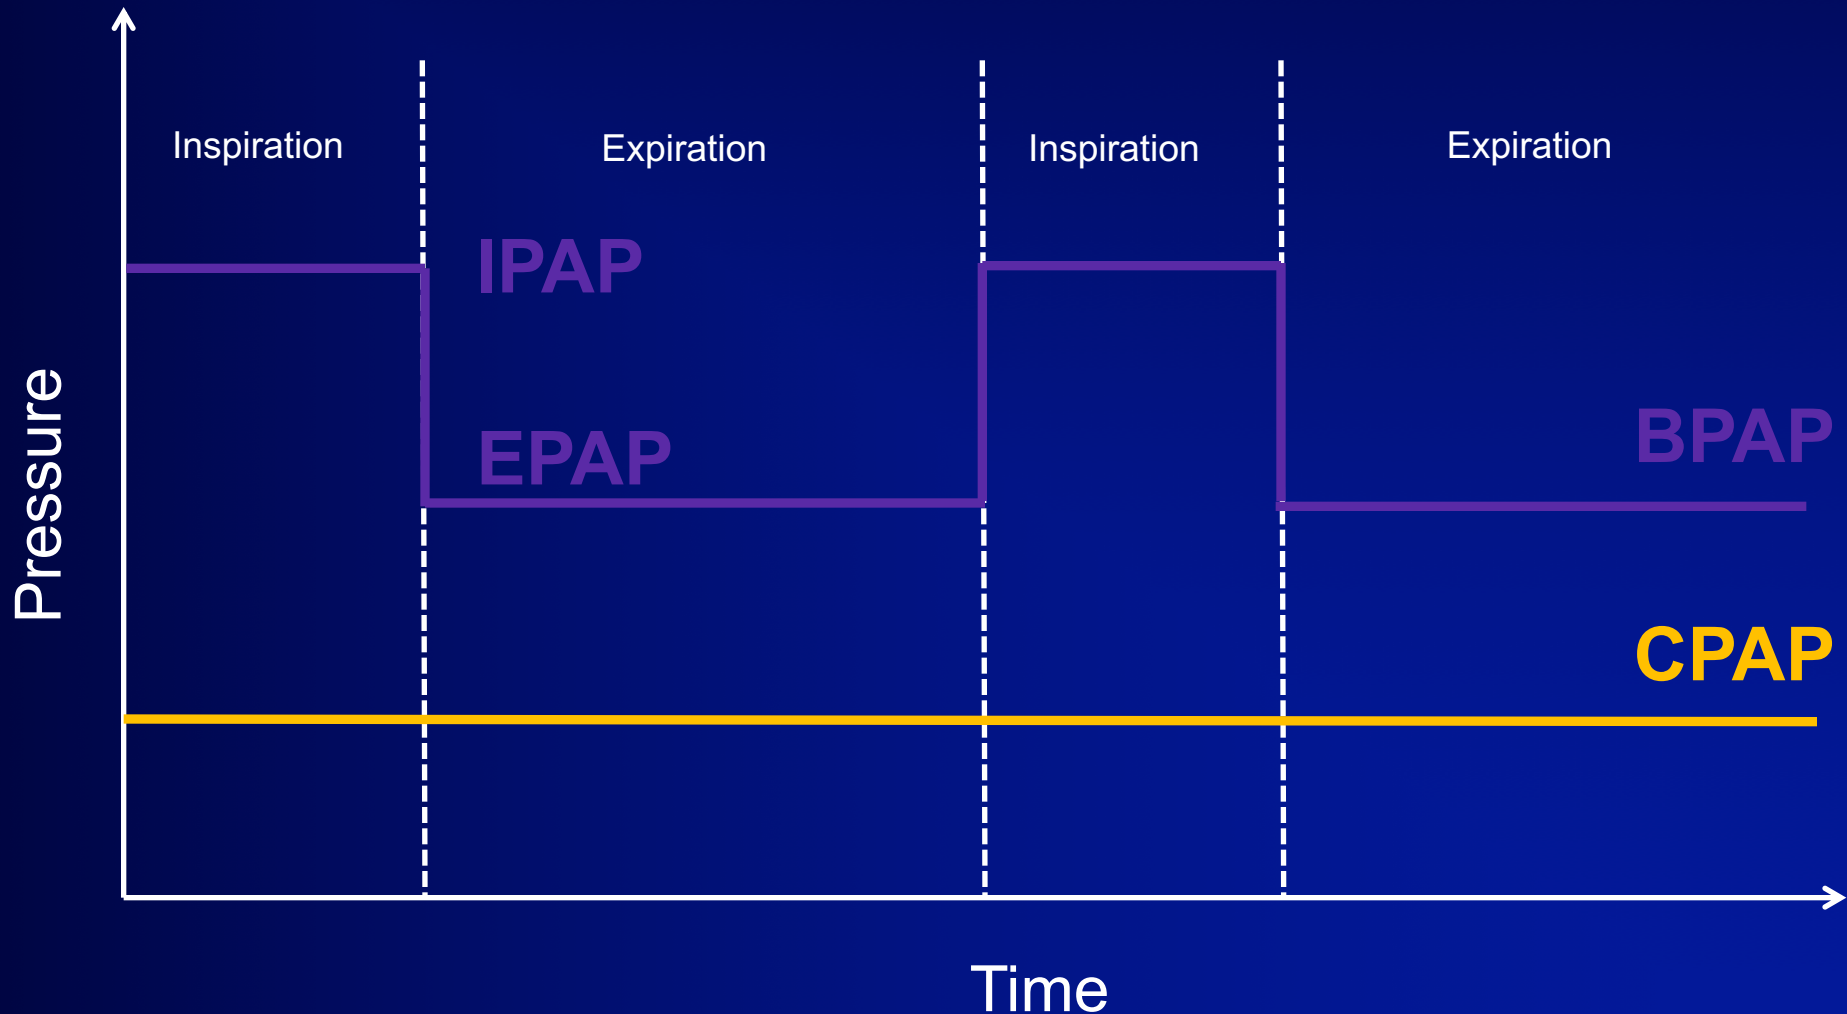 Inspiration
Expiration
Inspiration
Expiration
IPAP
EPAP
BPAP
CPAP
Pressure
Time